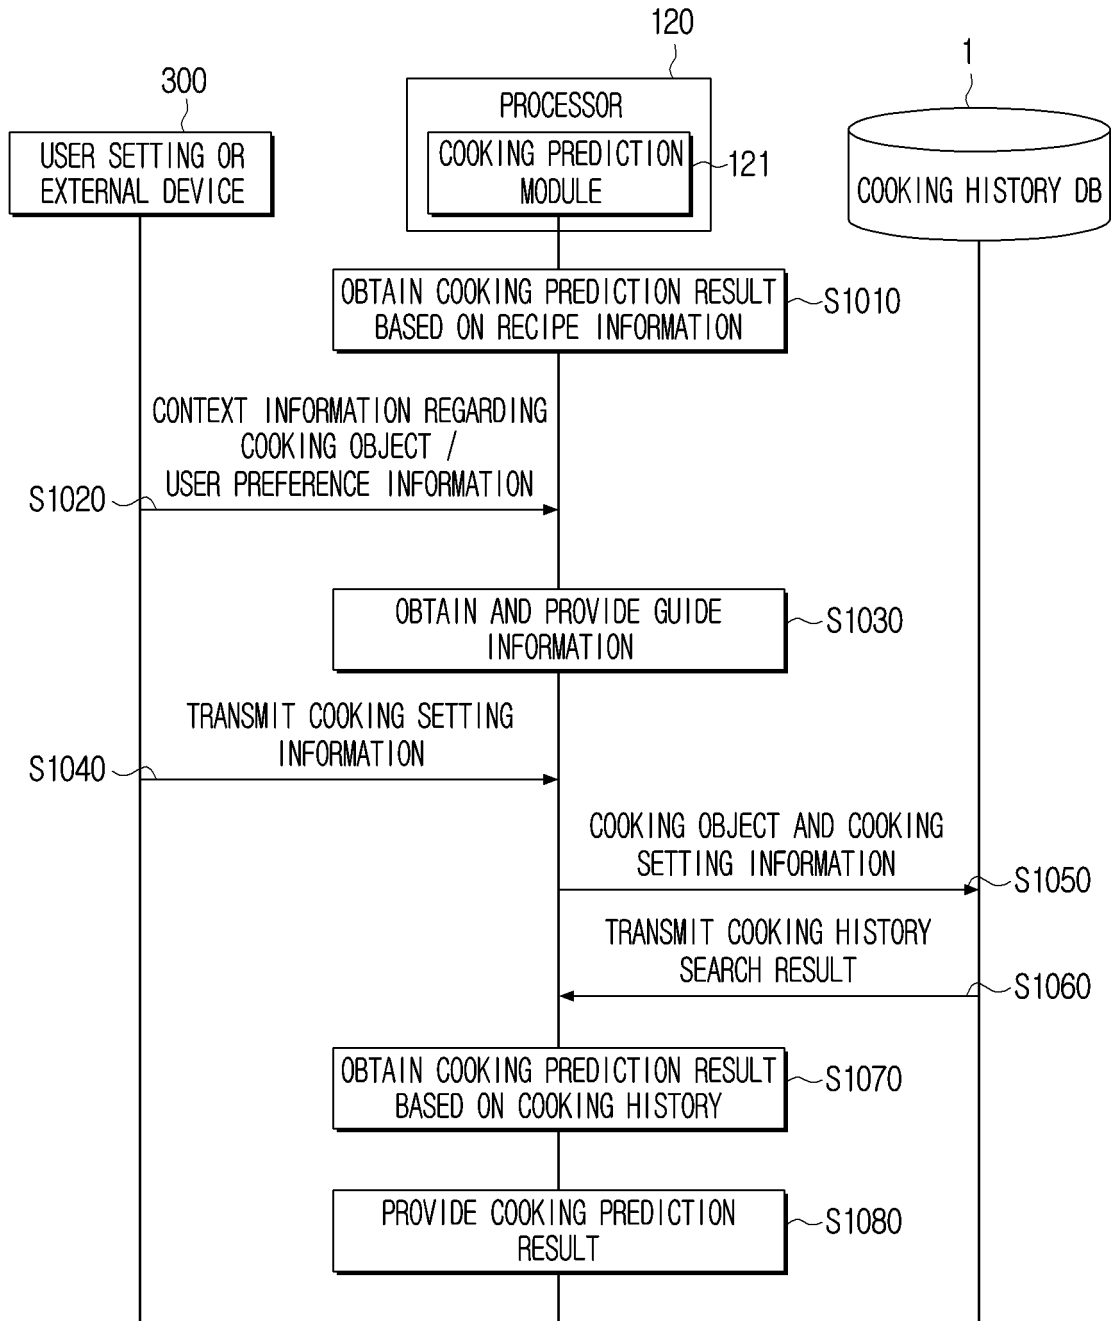 120
1
300
PROCESSOR
USER SETTING OR
EXTERNAL DEVICE
COOKING PREDICTION
MODULE
121
COOKING HISTORY DB
OBTAIN COOKING PREDICTION RESULT
BASED ON RECIPE INFORMATION
S1010
CONTEXT INFORMATION REGARDING
COOKING OBJECT /
USER PREFERENCE INFORMATION
S1020
OBTAIN AND PROVIDE GUIDE
INFORMATION
S1030
TRANSMIT COOKING SETTING
INFORMATION
S1040
COOKING OBJECT AND COOKING
SETTING INFORMATION
S1050
TRANSMIT COOKING HISTORY
SEARCH RESULT
S1060
OBTAIN COOKING PREDICTION RESULT
BASED ON COOKING HISTORY
S1070
PROVIDE COOKING PREDICTION
RESULT
S1080